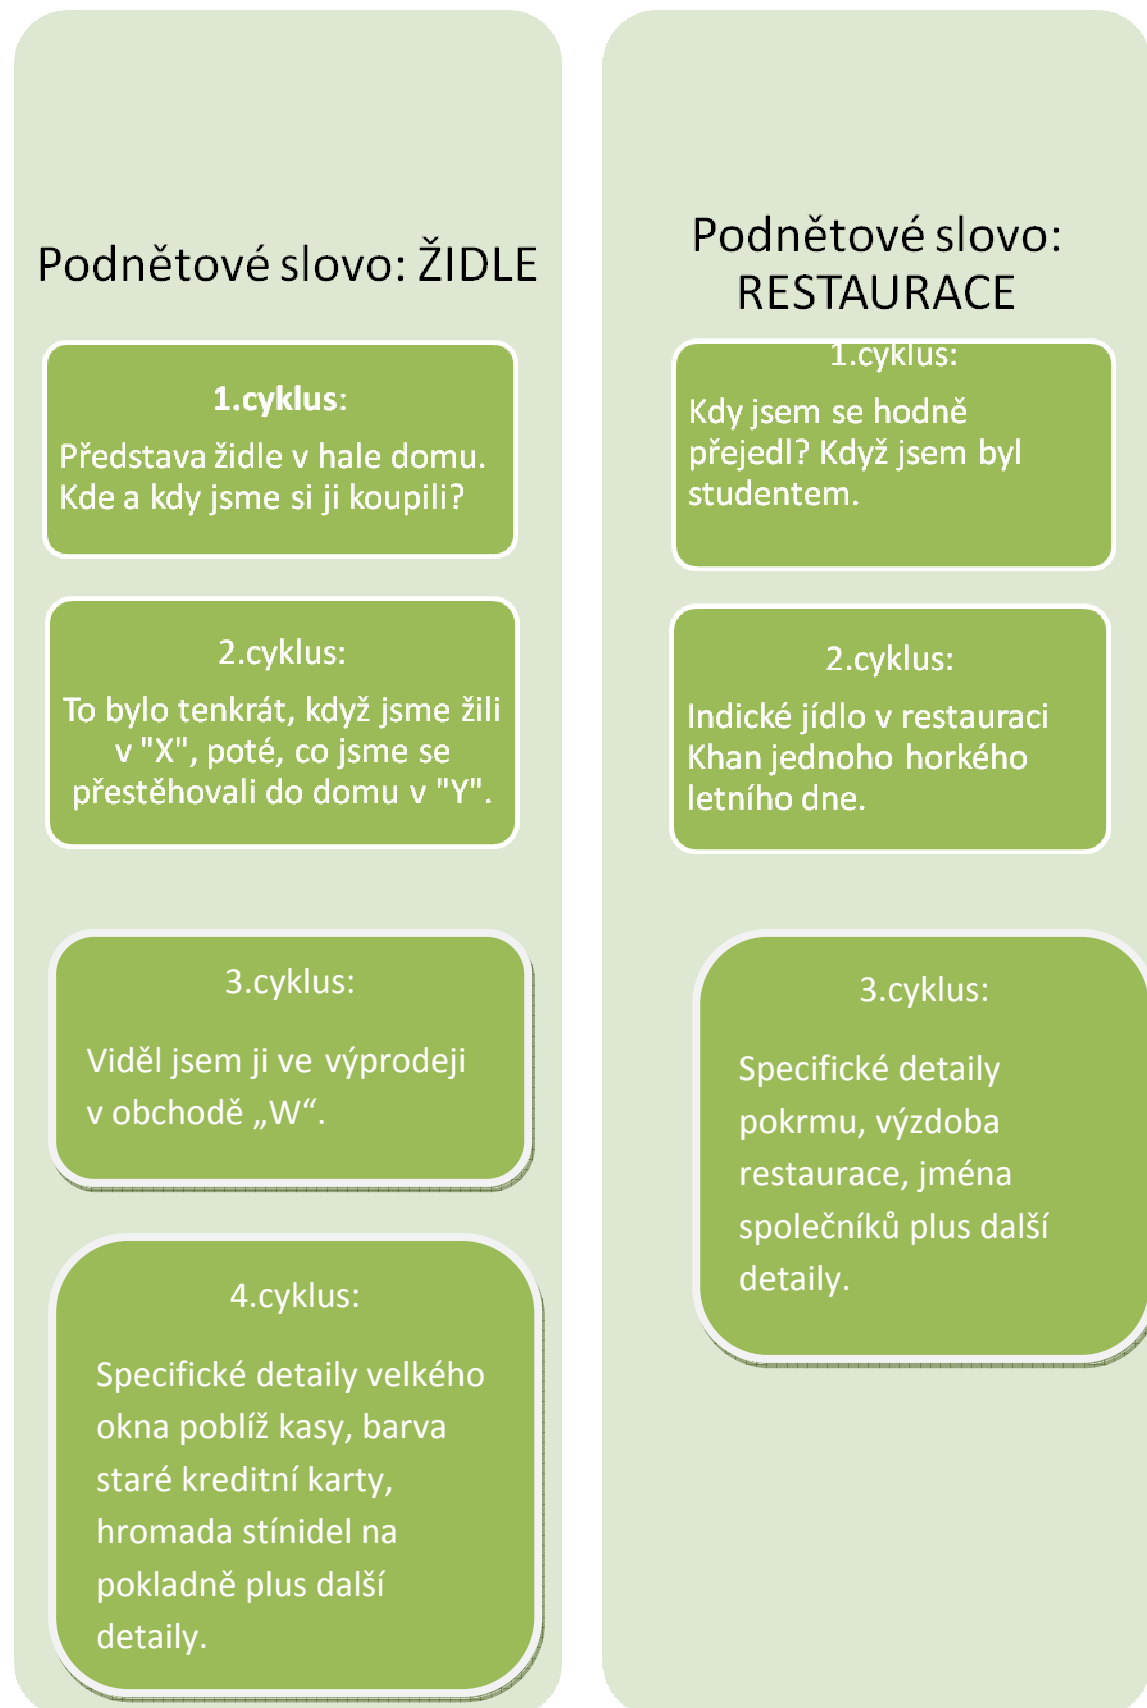 Podnětové slovo: ŽIDLE
1.cyklus:
Představa židle v hale domu.
Kde a kdy jsme si ji koupili?
2.cyklus:
To bylo tenkrát, když jsme žili
v "X", poté, co jsme se
přestěhovali do domu v "Y".
3.cyklus:
Viděl jsem ji ve výprodeji
v obchodě „W“.
4.cyklus:
Specifické detaily velkého
okna poblíž kasy, barva
staré kreditní karty,
hromada stínidel na
pokladně plus další
detaily.
Podnětové slovo:
RESTAURACE
1.cyklus:
Kdy jsem se hodně
přejedl? Když jsem byl
studentem.
2.cyklus:
Indické jídlo v restauraci
Khan jednoho horkého
letního dne.
3.cyklus:
Specifické detaily
pokrmu, výzdoba
restaurace, jména
společníků plus další
detaily.